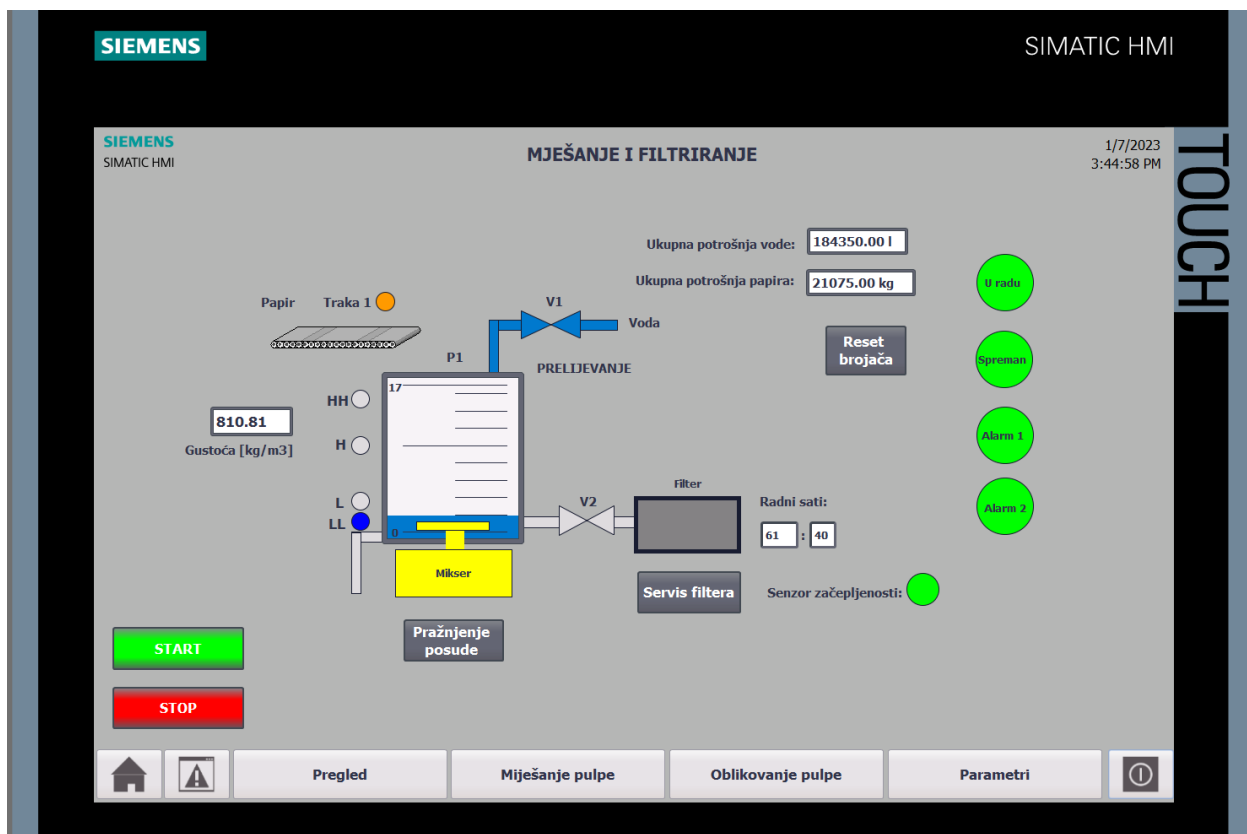 SIEMENS
SIMATIC HMI
TOUCH
SIEMENS
SIMATIC HMI
MJEŠANJE I FILTRIRANJE
1/7/2023
3:44:58 PM
Ukupna potrošnja vode: 184350.00 l
Ukupna potrošnja papira: 21075.00 kg
U radu
Papir Traka 1
V1
Voda
Reset
brojača
Spreman
P1
PRELIJEVANJE
17
HH
810.81
Gustoća [kg/m3]
H
Alarm 1
L
LL
0
V2
Filter
Radni sati:
61 : 40
Alarm 2
Mikser
Servis filtera
Senzor začepljenosti:
Pražnjenje
posude
START
STOP
Pregled
Miješanje pulpe
Oblikovanje pulpe
Parametri